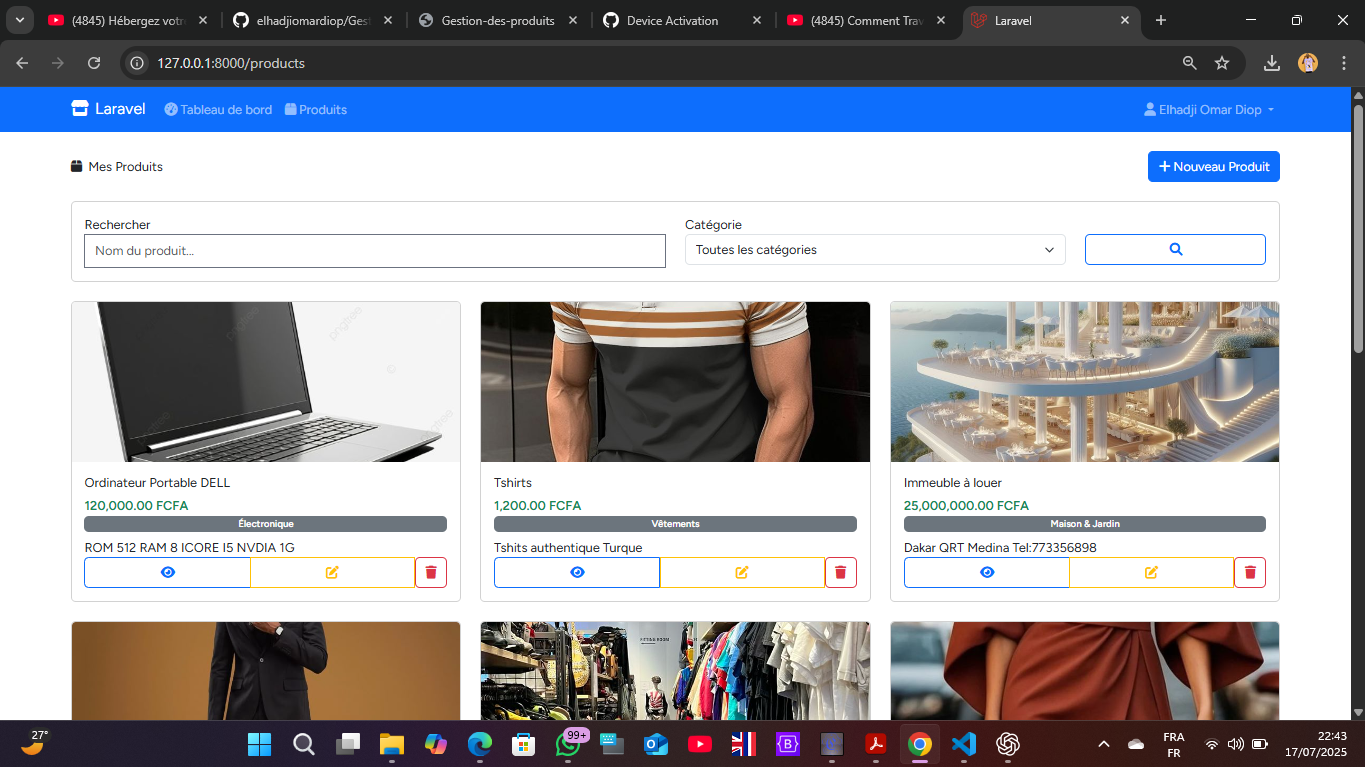 (4845) Hébergez votr
elhadjiomardiop/Gest
Gestion-des-produits
Device Activation
(4845) Comment Trav
Laravel
127.0.0.1:8000/products
Laravel
Tableau de bord
Produits
Elhadji Omar Diop
Mes Produits
Nouveau Produit
Rechercher
Catégorie
Nom du produit...
Toutes les catégories
Ordinateur Portable DELL
120,000.00 FCFA
Électronique
ROM 512 RAM 8 ICORE I5 NVDIA 1G
Tshirts
1,200.00 FCFA
Vêtements
Tshits authentique Turque
Immeuble à louer
25,000,000.00 FCFA
Maison & Jardin
Dakar QRT Medina Tel:773356898
FITTING ROOM
27°
99+
FRA
FR
22:43
17/07/2025